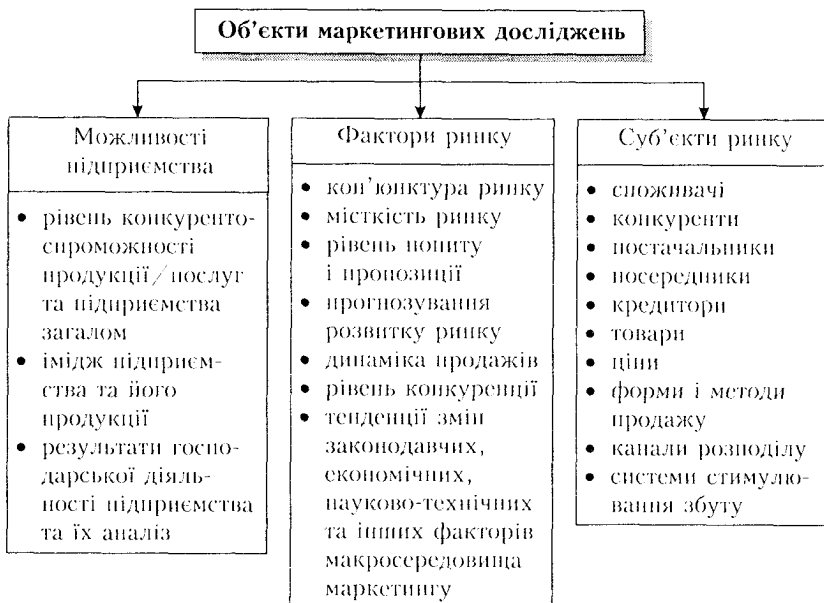 Об'єкти маркетингових досліджень
Можливості
підприємства
• рівень конкуренто-
спроможності
продукції/послуг
та підприємства
загалом
• імідж підприєм-
ства та його
продукції
• результати госпо-
дарської діяль-
ності підприємства
та їх аналіз
Фактори ринку
• кон'юнктура ринку
• місткість ринку
• рівень попиту
і пропозиції
• прогнозування
розвитку ринку
• динаміка продажів
• рівень конкуренції
• тенденції змін
законодавчих,
економічних,
науково-технічних
та інших факторів
макросередовища
маркетингу
Суб'єкти ринку
• споживачі
• конкуренти
• постачальники
• посередники
• кредитори
• товари
• ціни
• форми і методи
продажу
• канали розподілу
• системи стимулю-
вання збуту